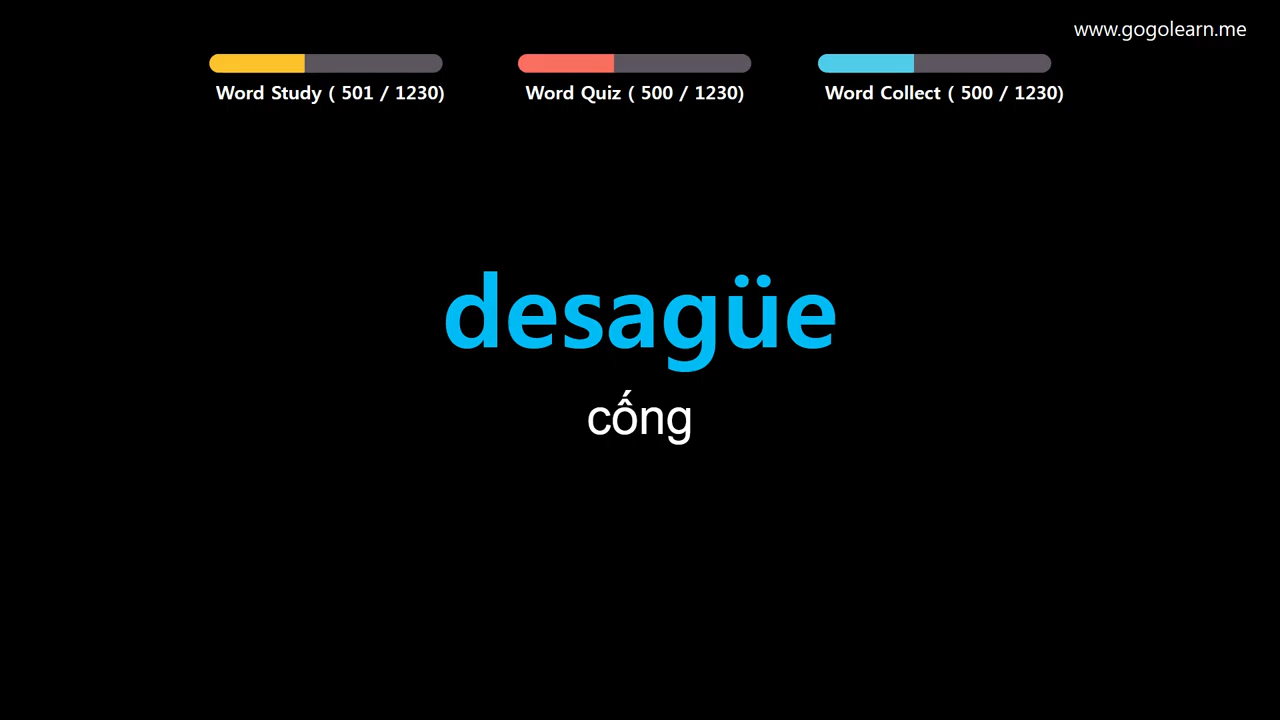 www.gogolearn.me
Word Study ( 501 / 1230)
Word Quiz ( 500 / 1230)
Word Collect ( 500 / 1230)
desagüe
cống